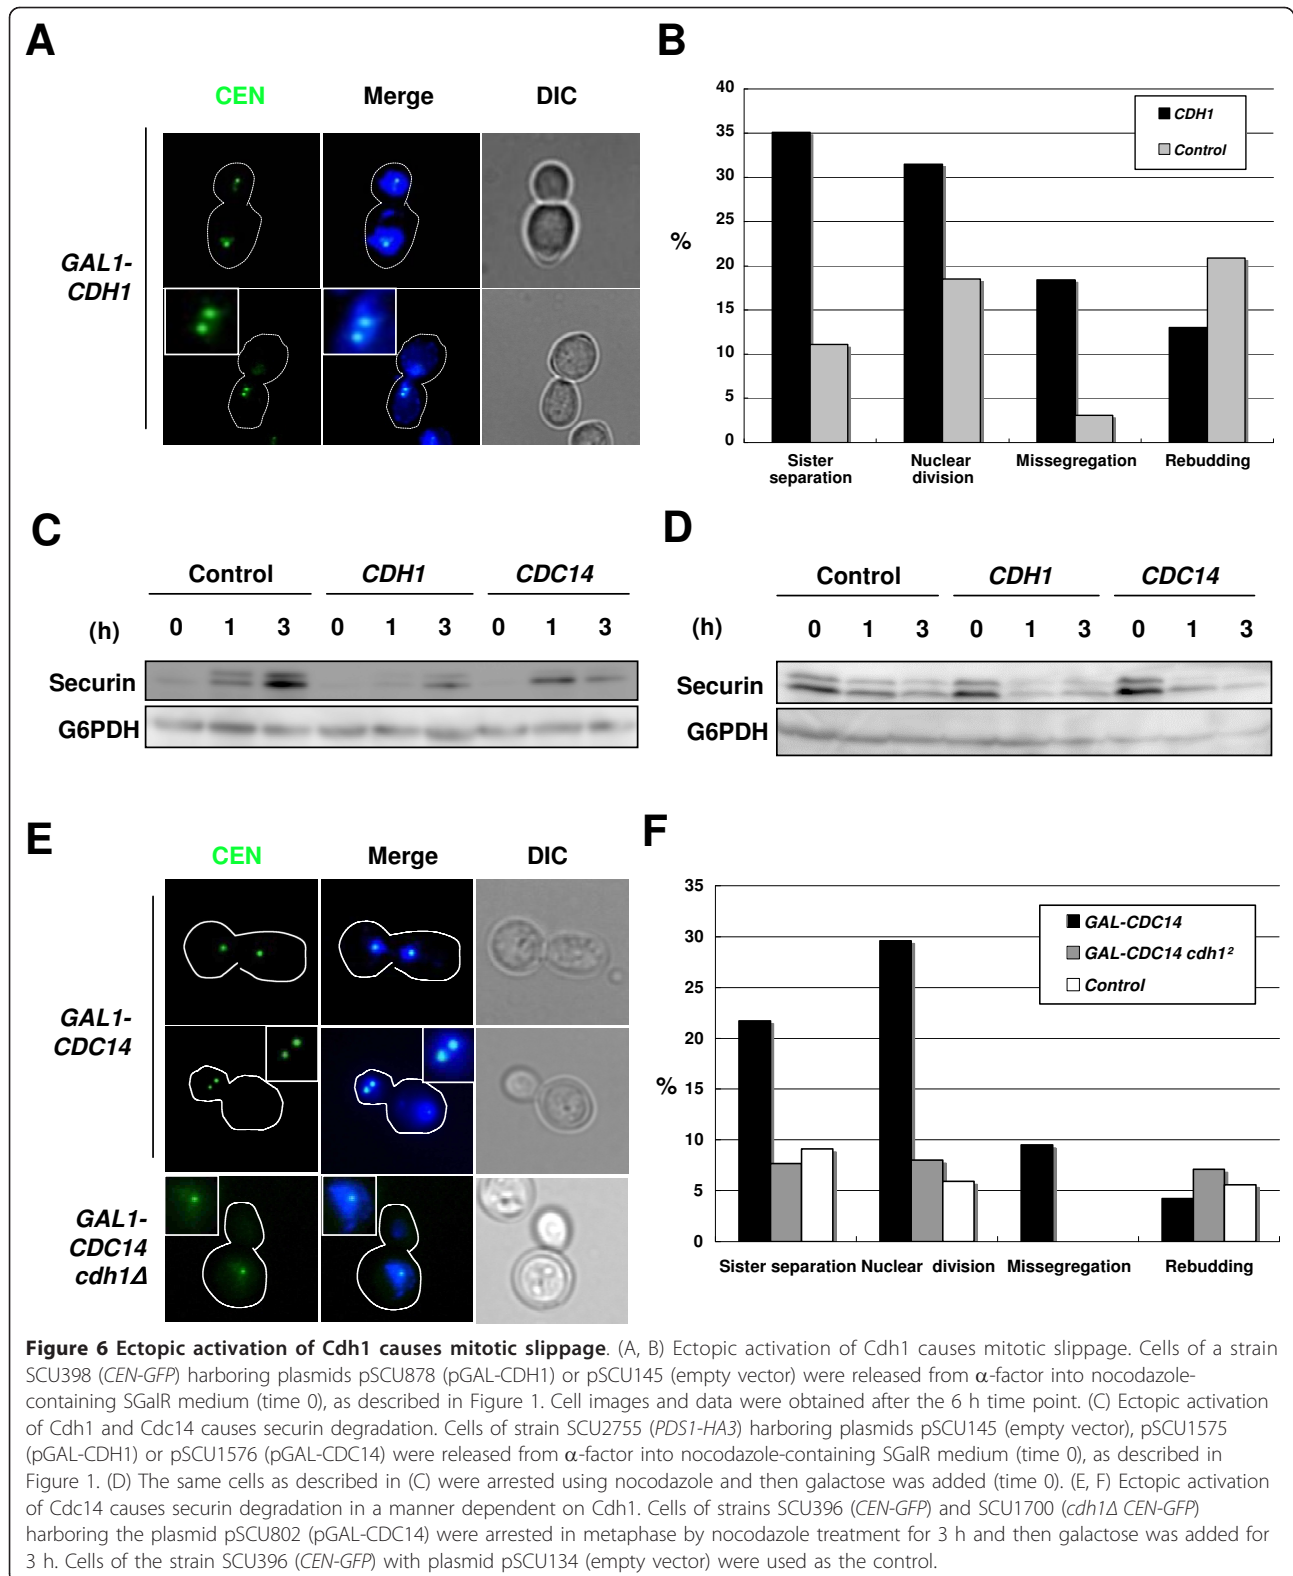 A
CEN Merge DIC
GAL1-
CDH1
B
40
35
30
25
20
15
10
5
0
%
CDH1
Control
Sister separation
Nuclear division
Missegregation
Rebudding
C
Control CDH1 CDC14
(h) 0 1 3 0 1 3 0 1 3
Securin
G6PDH
D
Control CDH1 CDC14
(h) 0 1 3 0 1 3 0 1 3
Securin
G6PDH
E
CEN Merge DIC
GAL1-
CDC14
GAL1-
CDC14
cdh1Δ
F
35
30
25
20
15
10
5
0
%
GAL-CDC14
GAL-CDC14 cdh1²
Control
Sister separation Nuclear division Missegregation Rebudding
Figure 6 Ectopic activation of Cdh1 causes mitotic slippage. (A, B) Ectopic activation of Cdh1 causes mitotic slippage. Cells of a strain
SCU398 (CEN-GFP) harboring plasmids pSCU878 (pGAL-CDH1) or pSCU145 (empty vector) were released from α-factor into nocodazole-
containing SGalR medium (time 0), as described in Figure 1. Cell images and data were obtained after the 6 h time point. (C) Ectopic activation
of Cdh1 and Cdc14 causes securin degradation. Cells of strain SCU2755 (PDS1-HA3) harboring plasmids pSCU145 (empty vector), pSCU1575
(pGAL-CDH1) or pSCU1576 (pGAL-CDC14) were released from α-factor into nocodazole-containing SGalR medium (time 0), as described in
Figure 1. (D) The same cells as described in (C) were arrested using nocodazole and then galactose was added (time 0). (E, F) Ectopic activation
of Cdc14 causes securin degradation in a manner dependent on Cdh1. Cells of strains SCU396 (CEN-GFP) and SCU1700 (cdh1Δ CEN-GFP)
harboring the plasmid pSCU802 (pGAL-CDC14) were arrested in metaphase by nocodazole treatment for 3 h and then galactose was added for
3 h. Cells of the strain SCU396 (CEN-GFP) with plasmid pSCU134 (empty vector) were used as the control.